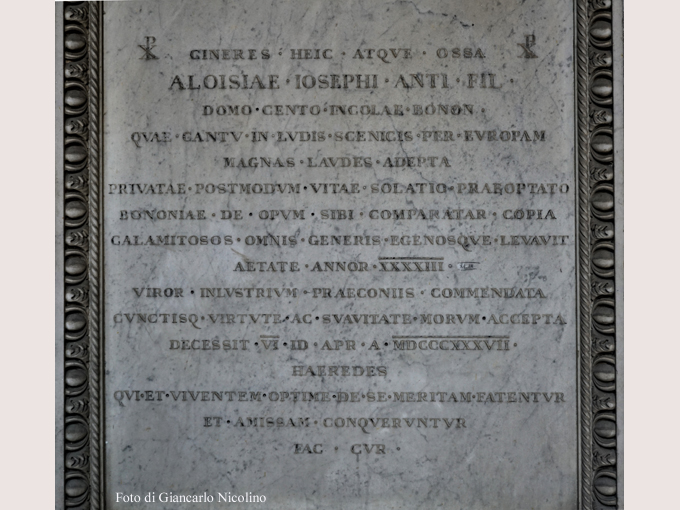 ☧ CINERES · HEIC · ATQVE · OSSA ☧
ALOISIAE · IOSEPHI · ANTI · FIL ·
DOMO · CENTO · INCOLAE · BONON ·
QVAE · CANTV · IN · LVDIS · SCENICIS · PER · EVROPAM
MAGNAS · LAVDES · ADEPTA
PRIVATAE · POSTMODVM · VITAE · SOLATIO · PRAEOPTATO
BONONIAE · DE · OPVM · SIBI · COMPARATAR · COPIA
CALAMITOSOS · OMNIS · GENERIS · EGENOSQVE · LEVAVIT
AETATE · ANNOR · XXXXIII ·
VIROR · INLVSTRIVM · PRAECONIIS · COMMENDATA
CVNCTISQ · VIRTVTE · AC · SVAVITATE · MORVM · ACCEPTA
DECESSIT · VI · ID · APR · A · MDCCCXXXVII ·
HAEREDES
QVI · ET · VIVENTEM · OPTIME · DE · SE · MERITAM · FATENTVR
ET · AMISSAM · CONQVERVNTVR
FAC · CVR ·
Foto di Giancarlo Nicolino